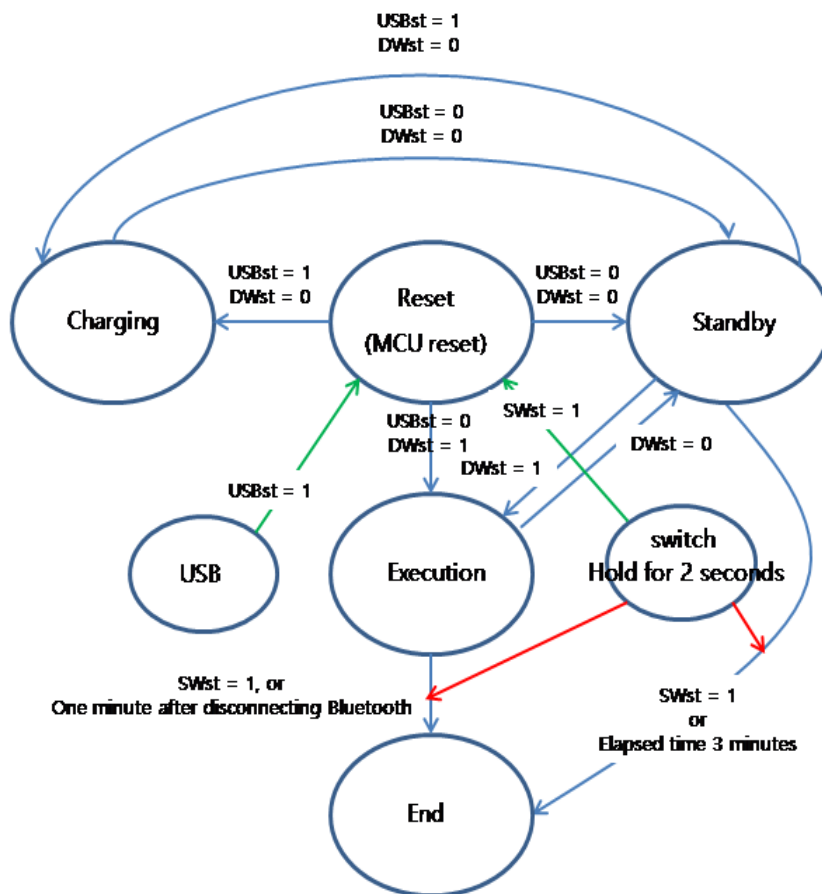 USBst = 1
DWst = 0
USBst = 0
DWst = 0
USBst = 1
DWst = 0
USBst = 0
DWst = 0
Charging
Reset
(MCU reset)
Standby
USBst = 0
DWst = 1
SWst = 1
DWst = 1
DWst = 0
USBst = 1
USB
Execution
switch
Hold for 2 seconds
SWst = 1, or
One minute after disconnecting Bluetooth
SWst = 1
or
Elapsed time 3 minutes
End